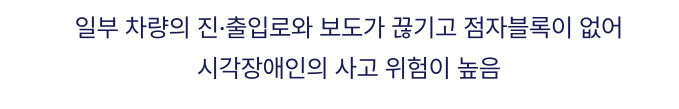 일부 차량의 진·출입로와 보도가 끊기고 점자블록이 없어
시각장애인의 사고 위험이 높음